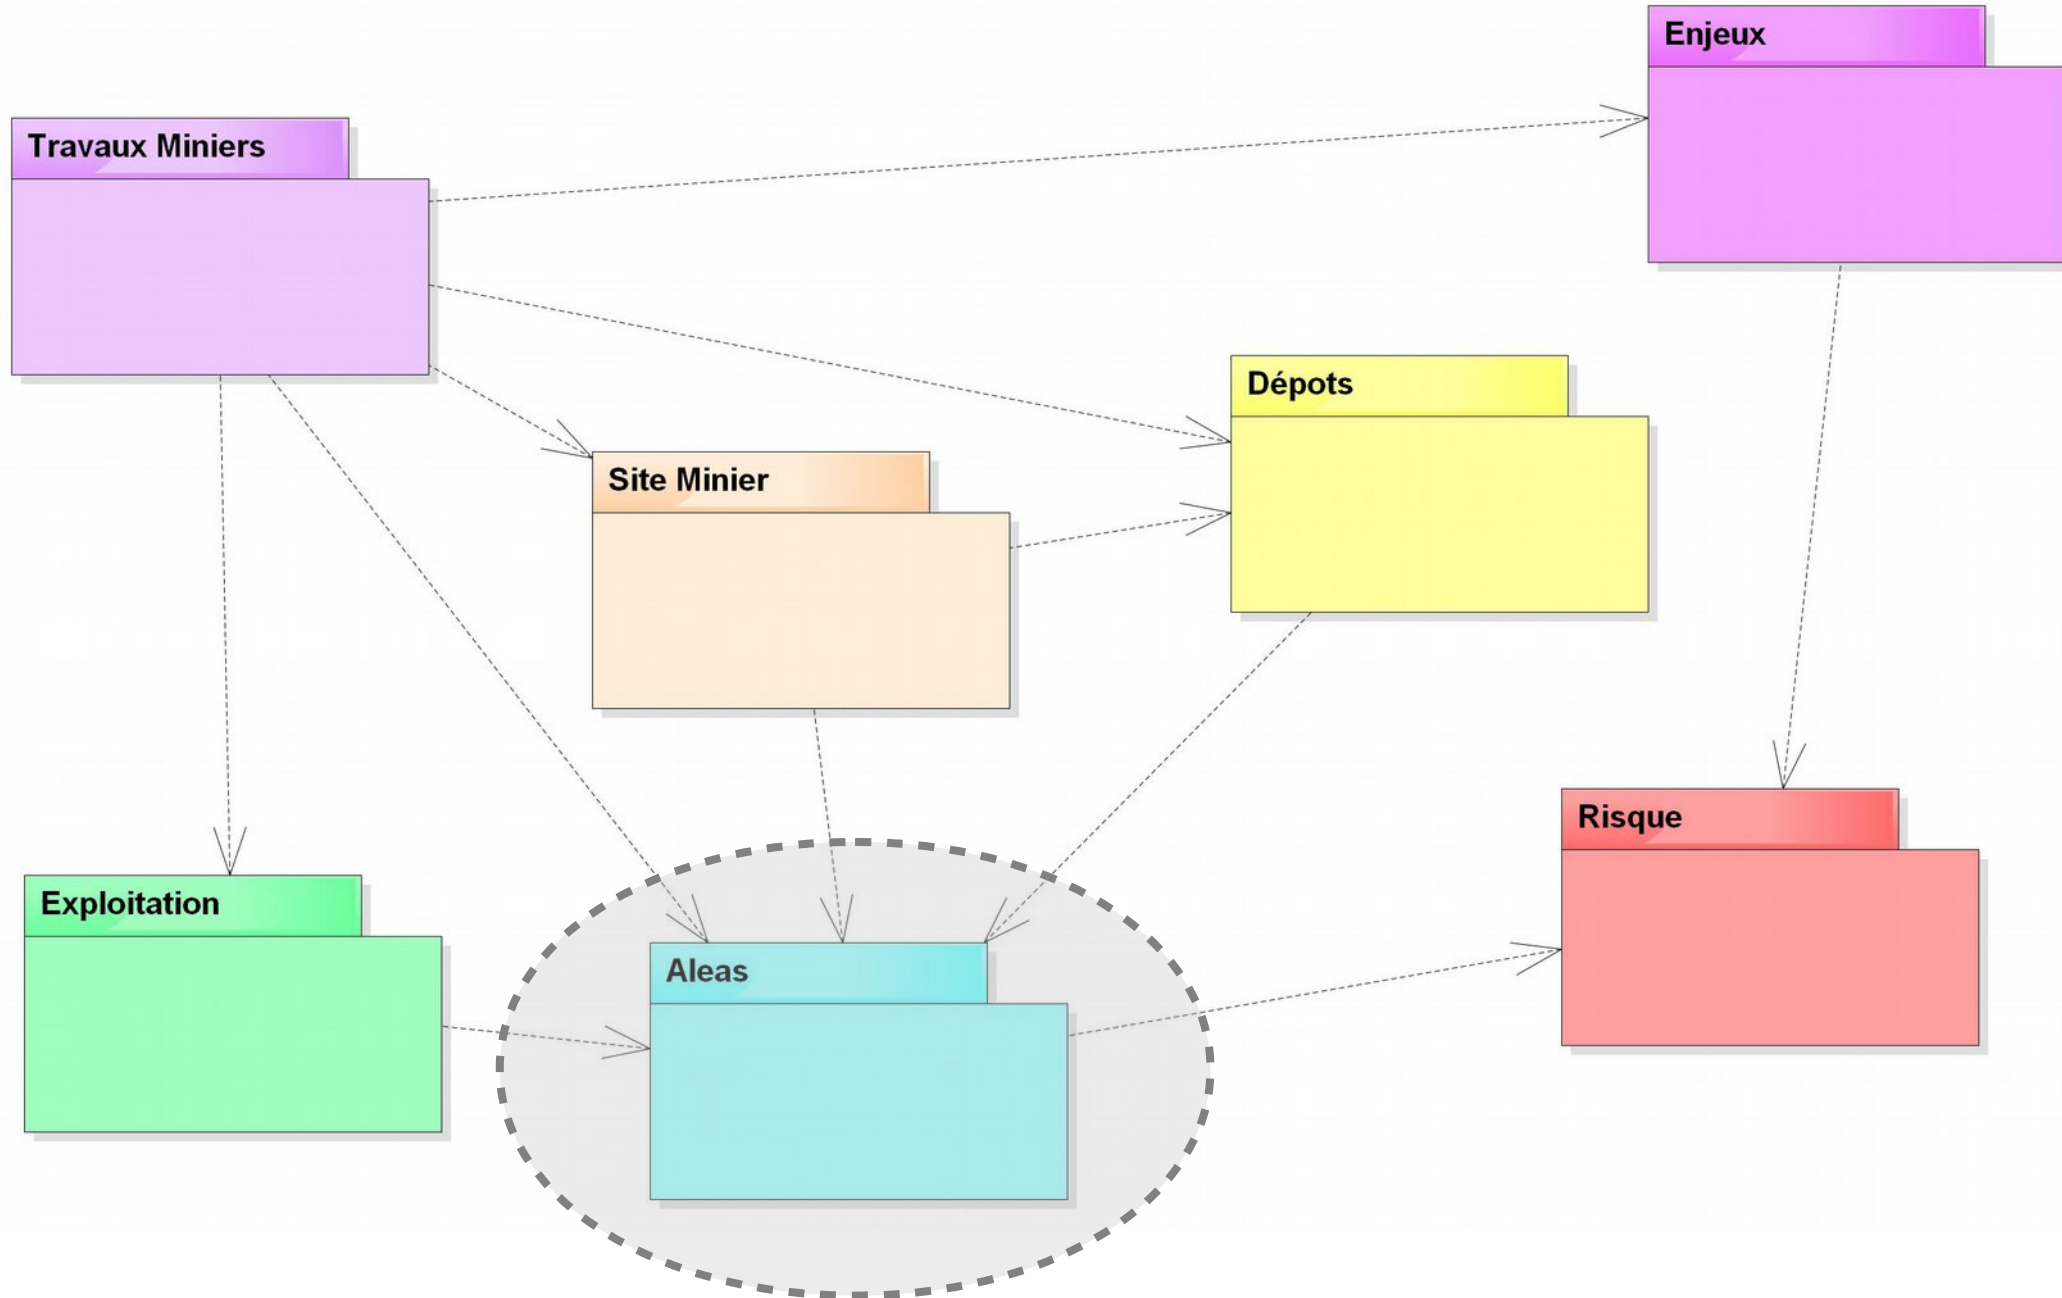 Enjeux
Travaux Miniers
Dépots
Site Minier
Risque
Exploitation
Aleas